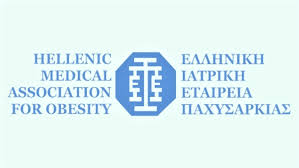 HELLENIC
MEDICAL
ASSOCIATION
FOR OBESITY
ΕΛΛΗΝΙΚΗ
ΙΑΤΡΙΚΗ
ΕΤΑΙΡΕΙΑ
ΠΑΧΥΣΑΡΚΙΑΣ